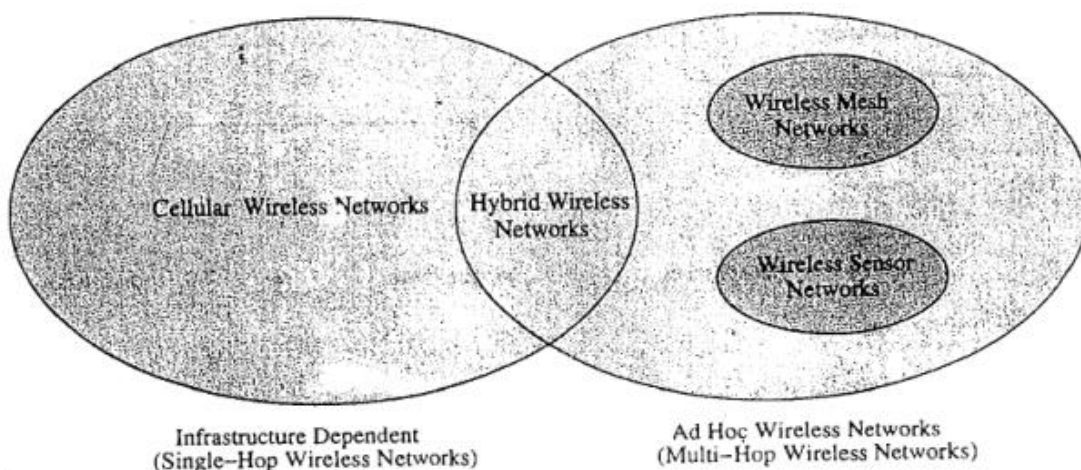 Wireless Mesh
Networks
Cellular Wireless Networks
Hybrid Wireless
Networks
Wireless Sensor
Networks
Infrastructure Dependent
(Single-Hop Wireless Networks)
Ad Hoc Wireless Networks
(Multi-Hop Wireless Networks)